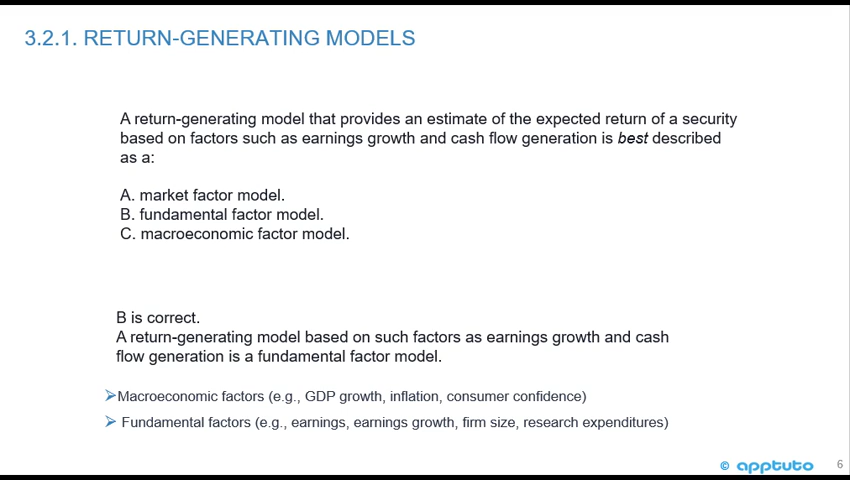 3.2.1. RETURN-GENERATING MODELS
A return-generating model that provides an estimate of the expected return of a security
based on factors such as earnings growth and cash flow generation is best described
as a:
A. market factor model.
B. fundamental factor model.
C. macroeconomic factor model.
B is correct.
A return-generating model based on such factors as earnings growth and cash
flow generation is a fundamental factor model.
➢Macroeconomic factors (e.g., GDP growth, inflation, consumer confidence)
➢ Fundamental factors (e.g., earnings, earnings growth, firm size, research expenditures)
© apptuto 6